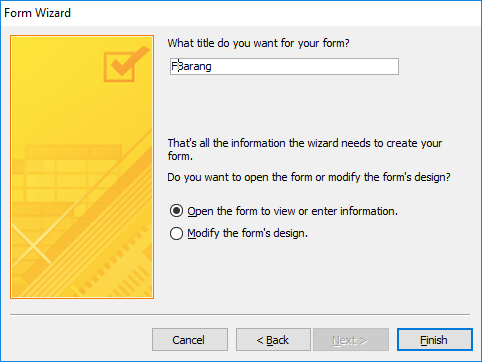 Form Wizard
What title do you want for your form?
FBarang
That's all the information the wizard needs to create your
form.
Do you want to open the form or modify the form's design?
Open the form to view or enter information.
Modify the form's design.
Cancel
< Back
Next >
Finish